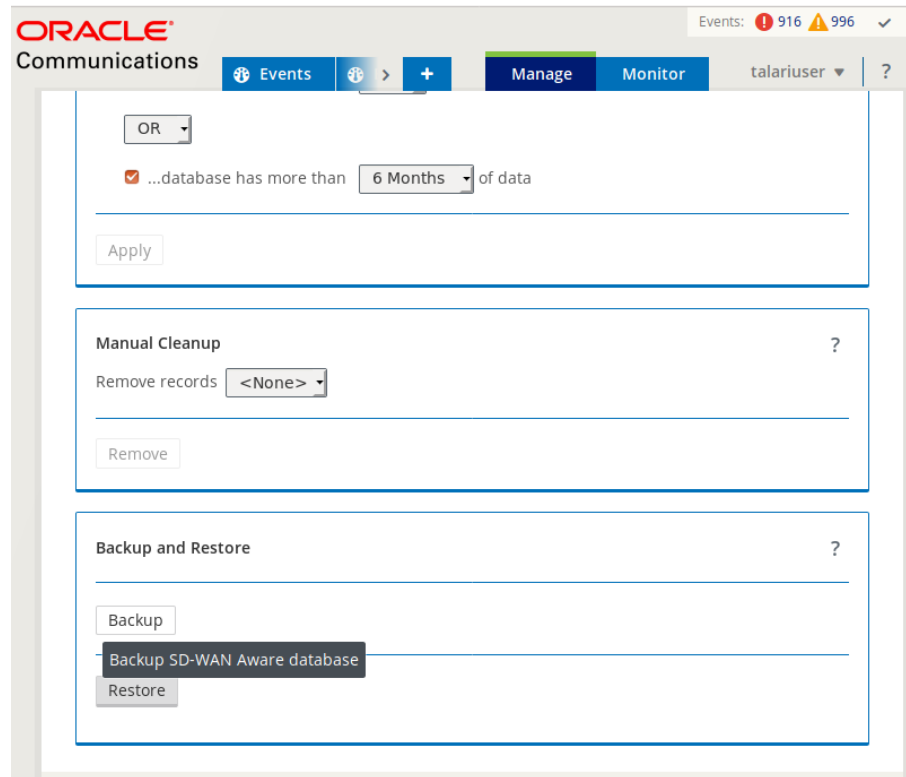 ORACLE
Communications
Events: 916 996
Events > +
Manage
Monitor
talariuser ?
OR
...database has more than 6 Months of data
Apply
Manual Cleanup ?
Remove records <None>
Remove
Backup and Restore ?
Backup
Backup SD-WAN Aware database
Restore